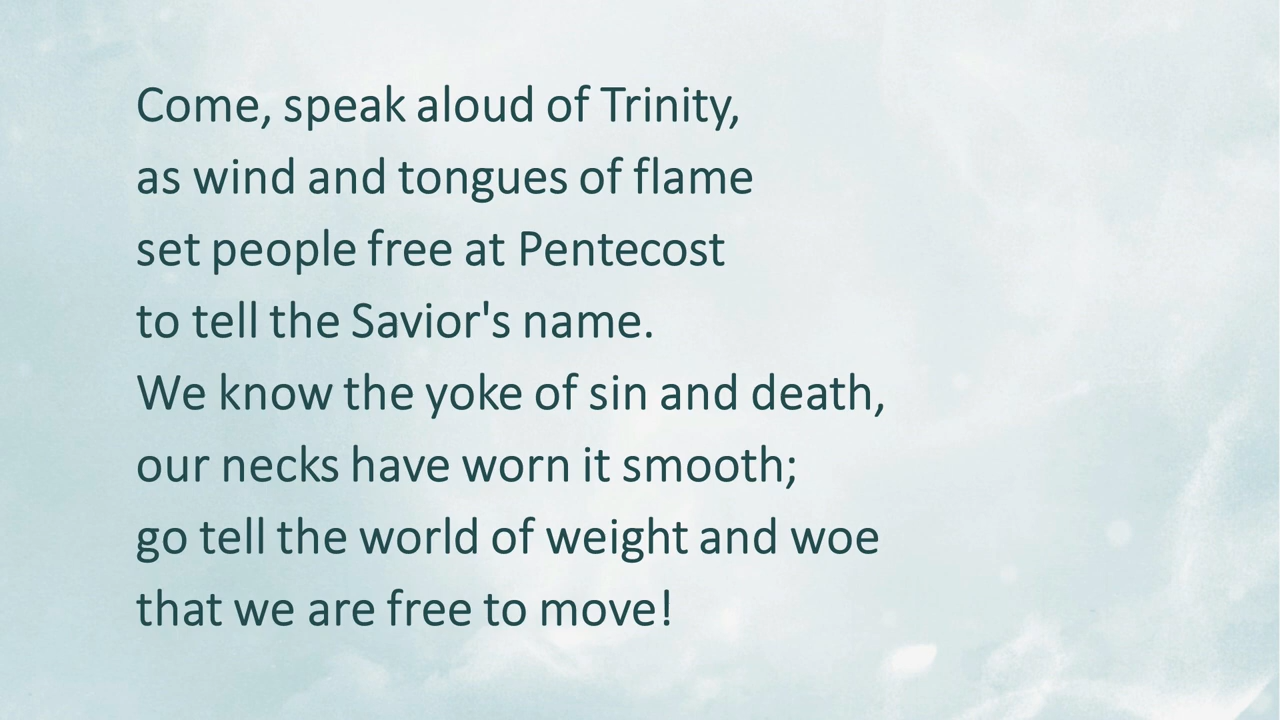 Come, speak aloud of Trinity,
as wind and tongues of flame
set people free at Pentecost
to tell the Savior's name.
We know the yoke of sin and death,
our necks have worn it smooth;
go tell the world of weight and woe
that we are free to move!